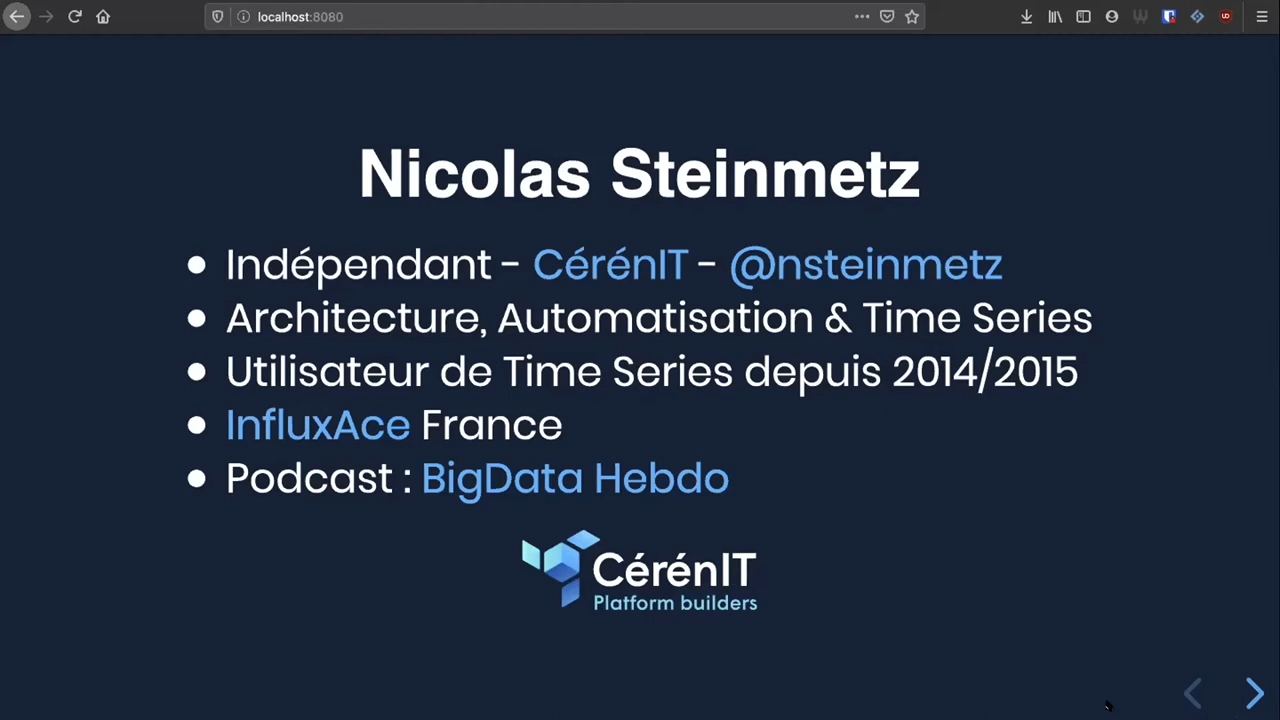 localhost:8080
Nicolas Steinmetz
Indépendant - CérénIT - @nsteinmetz
Architecture, Automatisation & Time Series
Utilisateur de Time Series depuis 2014/2015
InfluxAce France
Podcast : BigData Hebdo
CérénIT
Platform builders